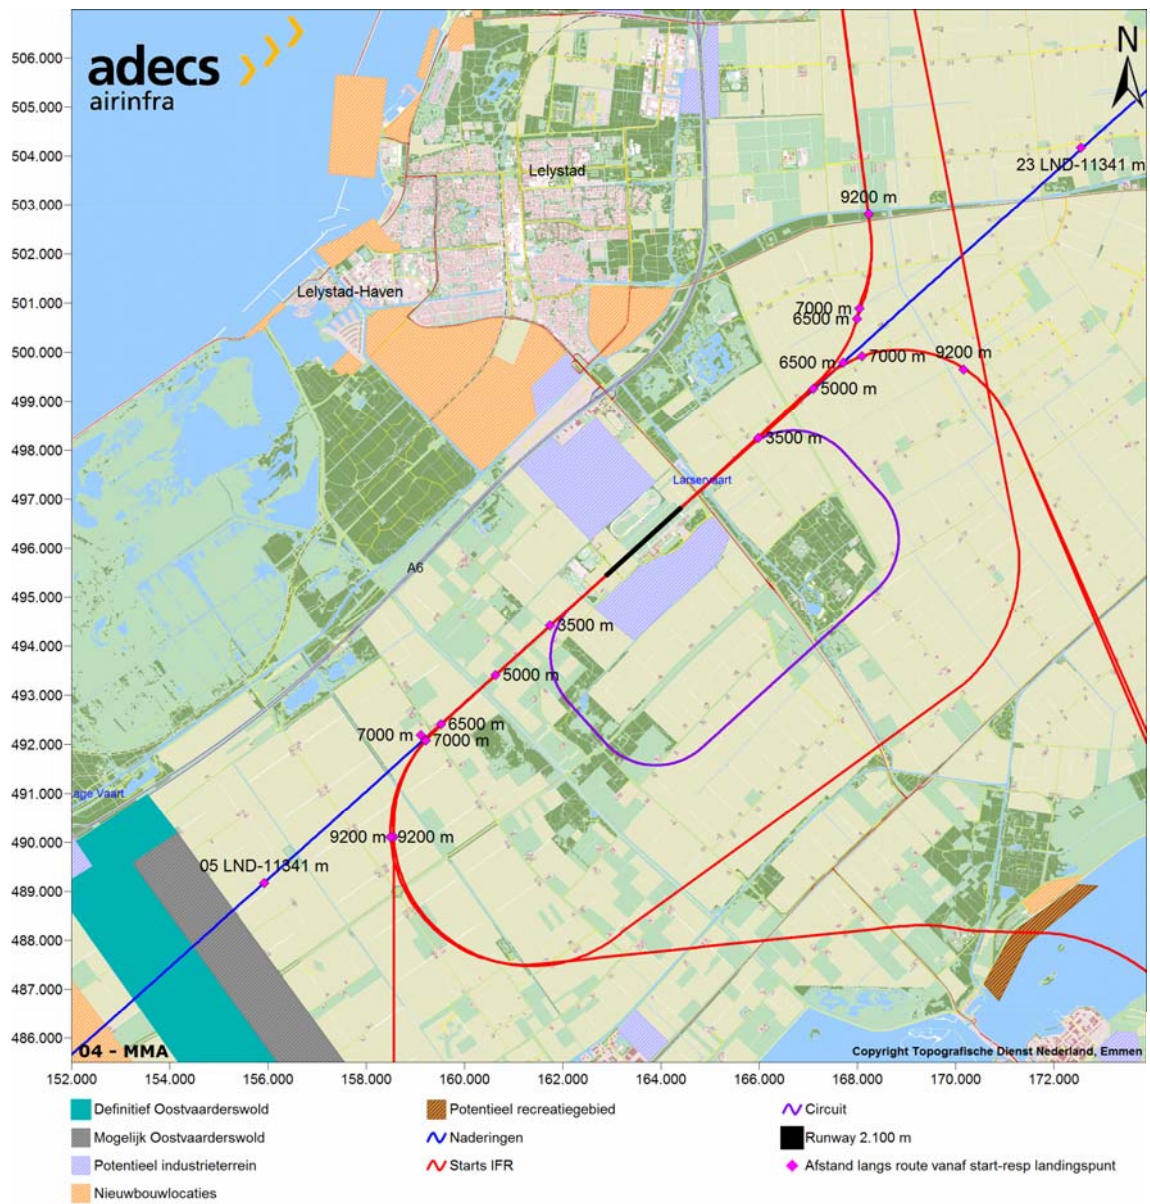 adecs
airinfra
N
506.000
505.000
504.000
503.000
502.000
501.000
500.000
499.000
498.000
497.000
496.000
495.000
494.000
493.000
492.000
491.000
490.000
489.000
488.000
487.000
486.000
Lelystad
23 LND-11341 m
9200 m
Lelystad-Haven
7000 m
6500 m
9200 m
6500 m
7000 m
5000 m
3500 m
Larservaart
A6
3500 m
5000 m
6500 m
7000 m
7000 m
age Vaart
9200 m
9200 m
05 LND-11341 m
04 - MMA
Copyright Topografische Dienst Nederland, Emmen
152.000 154.000 156.000 158.000 160.000 162.000 164.000 166.000 168.000 170.000 172.000
Definitief Oostvaarderswold
Mogelijk Oostvaarderswold
Potentieel industrieterrein
Nieuwbouwlocaties
Potentieel recreatiegebied
Naderingen
Starts IFR
Circuit
Runway 2.100 m
Afstand langs route vanaf start-resp landingspunt